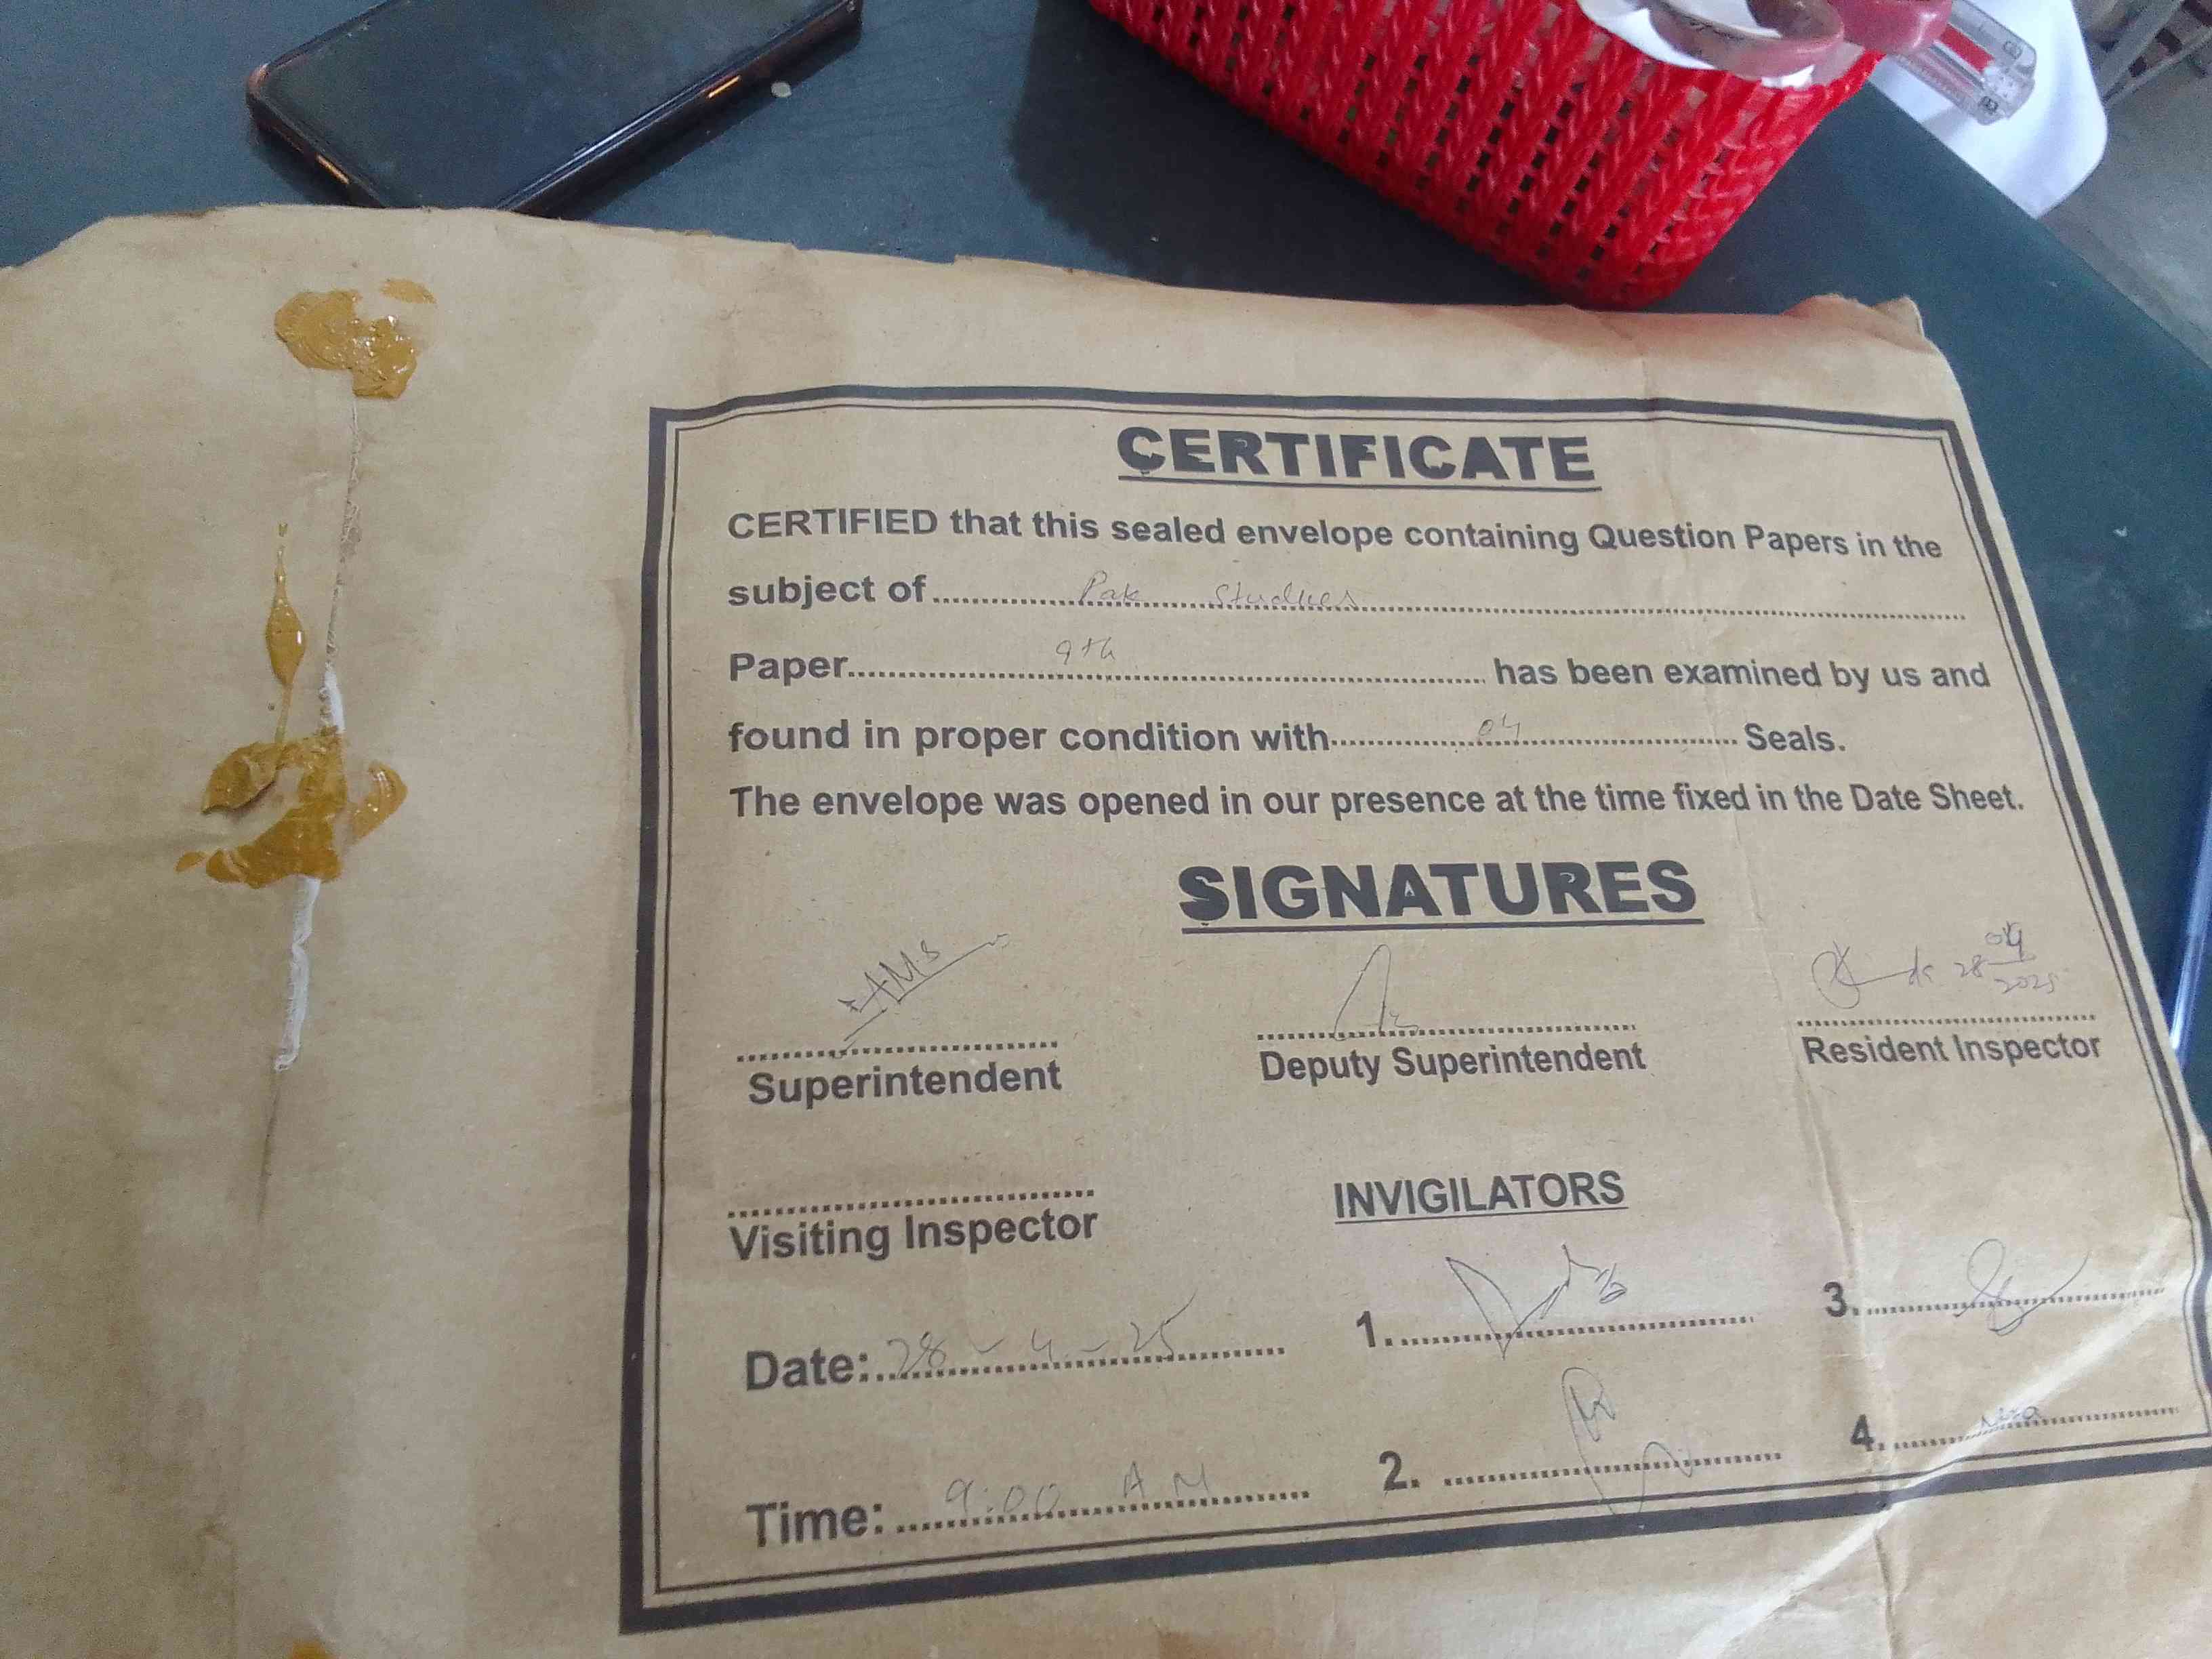 CERTIFICATE
CERTIFIED that this sealed envelope containing Question Papers in the
subject of Pak Studies
Paper 9th has been examined by us and
found in proper condition with 04 Seals.
The envelope was opened in our presence at the time fixed in the Date Sheet.
SIGNATURES
28/04/2025
Superintendent Deputy Superintendent Resident Inspector
Visiting Inspector INVIGILATORS
Date: 28-4-25 1. 3.
Time: 9:00 AM 2. 4.